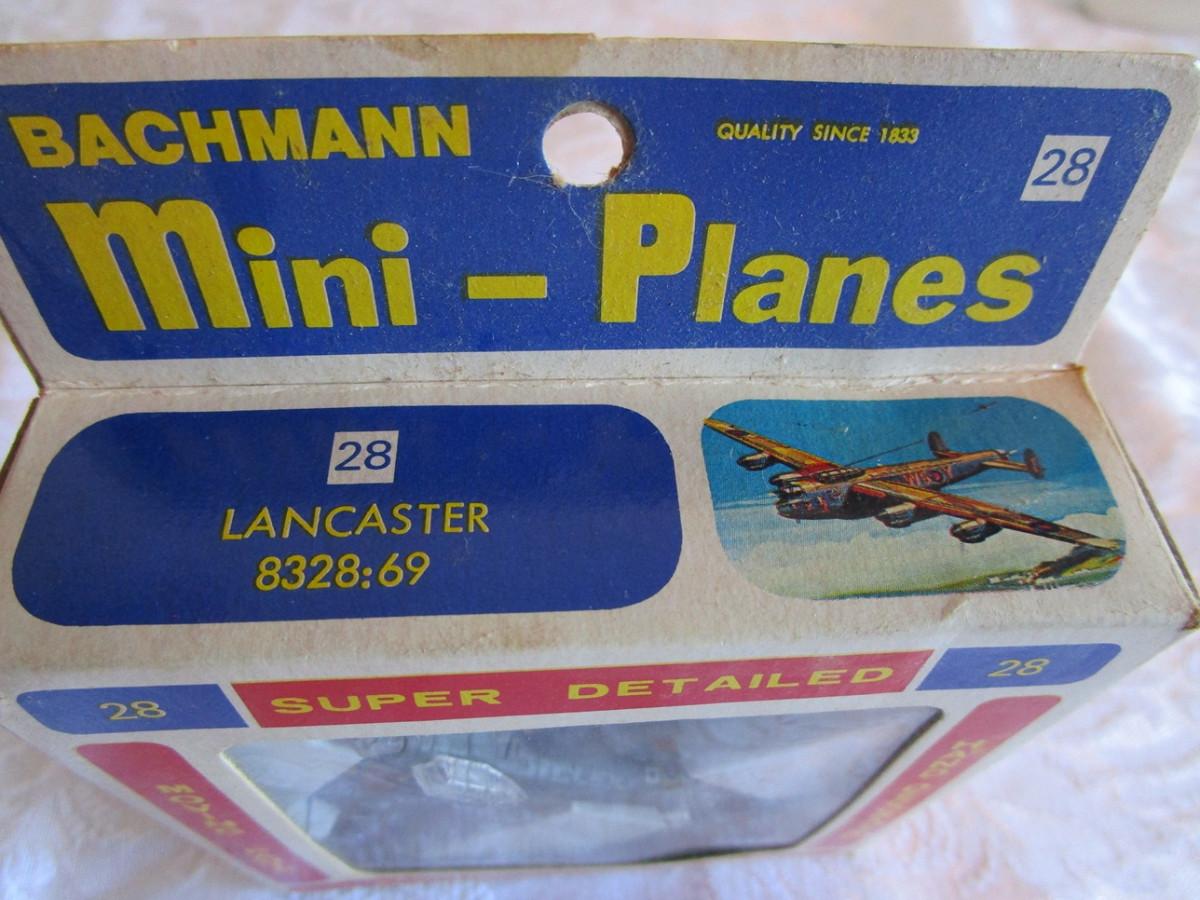 BACHMANN
QUALITY SINCE 1833
28
Mini – Planes
28
LANCASTER
8328:69
28
SUPER DETAILED
28